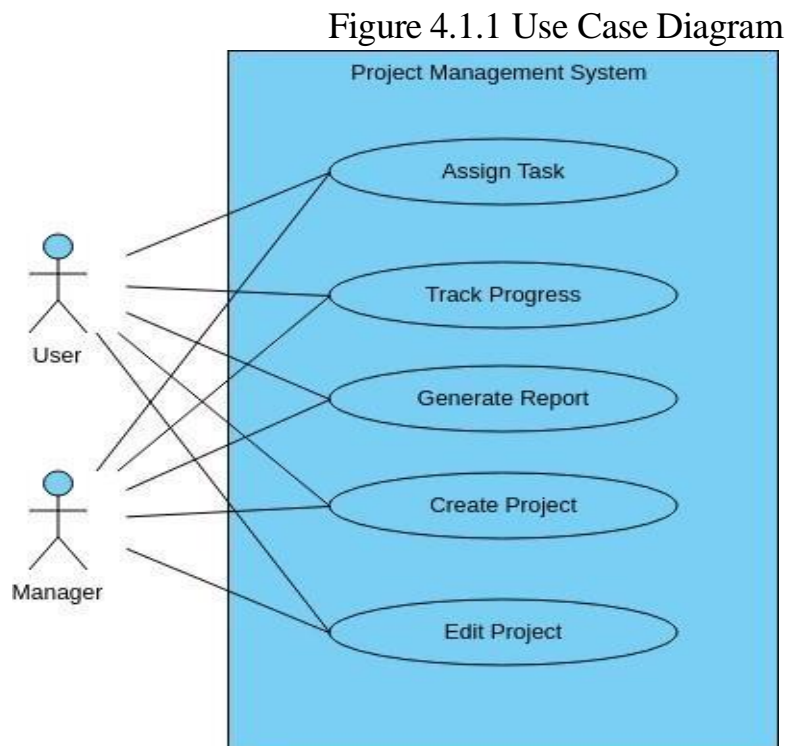 Figure 4.1.1 Use Case Diagram
Project Management System
Assign Task
Track Progress
User
Generate Report
Create Project
Manager
Edit Project